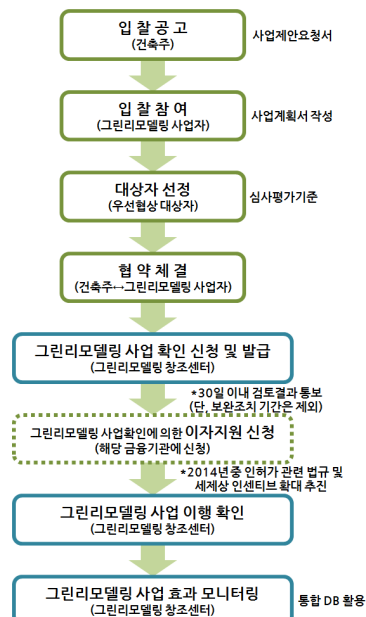 입 찰 공 고
(건축주)
사업제안요청서
입 찰 참 여
(그린리모델링 사업자)
사업계획서 작성
대상자 선정
(우선협상 대상자)
심사평가기준
협 약 체 결
(건축주↔그린리모델링 사업자)
그린리모델링 사업 확인 신청 및 발급
(그린리모델링 창조센터)
*30일 이내 검토결과 통보
(단, 보완조치 기간은 제외)
그린리모델링 사업확인에 의한 이자지원 신청
(해당 금융기관에 신청)
*2014년 중 인허가 관련 법규 및
세제상 인센티브 확대 추진
그린리모델링 사업 이행 확인
(그린리모델링 창조센터)
그린리모델링 사업 효과 모니터링
(그린리모델링 창조센터)
통합 DB 활용